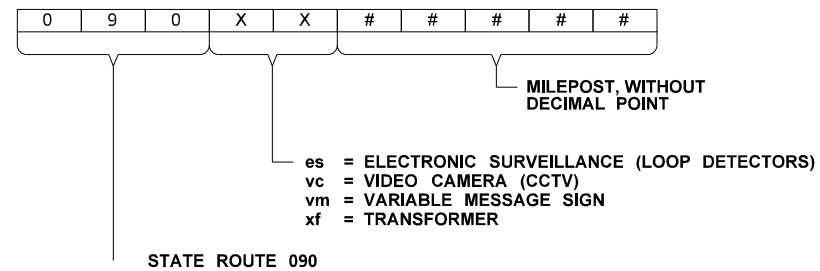 0 9 0 X X # # # # #
MILEPOST, WITHOUT
DECIMAL POINT
es = ELECTRONIC SURVEILLANCE (LOOP DETECTORS)
vc = VIDEO CAMERA (CCTV)
vm = VARIABLE MESSAGE SIGN
xf = TRANSFORMER
STATE ROUTE 090